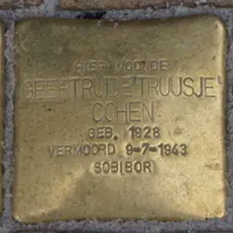 HIER WOONDE
GEERTRUIDE 'TRUUSJE'
COHEN
GEB. 1928
VERMOORD 9-7-1943
SOBIBOR